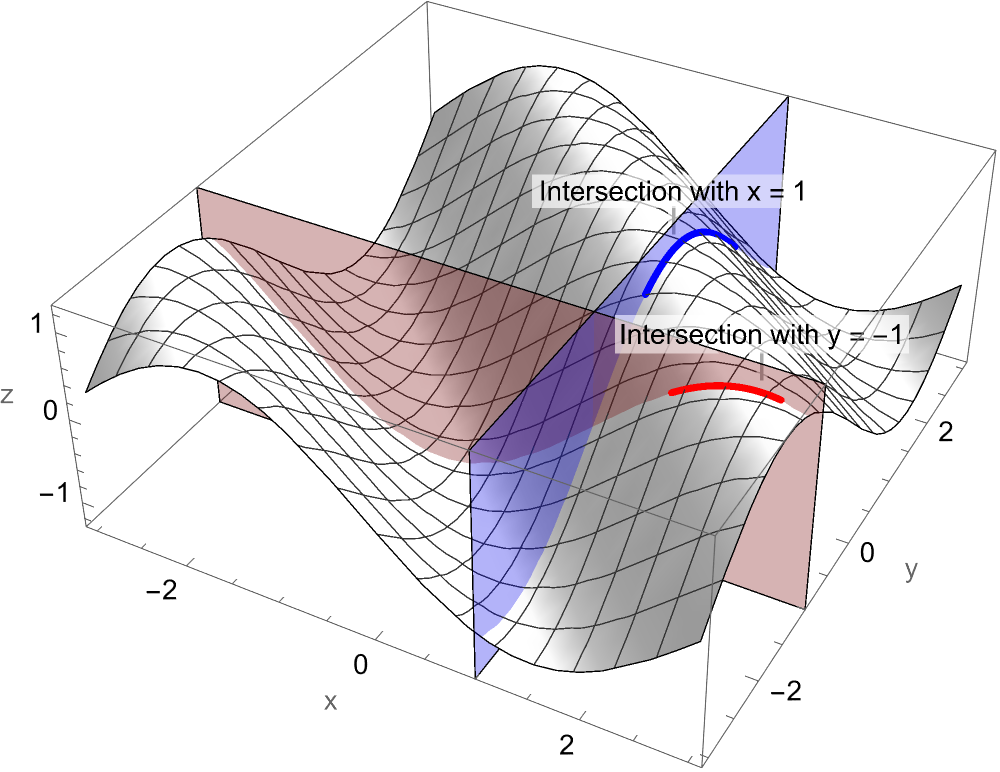 Intersection with x = 1
1
Intersection with y = −1
z
0
2
−1
0
y
−2
0
−2
x
2